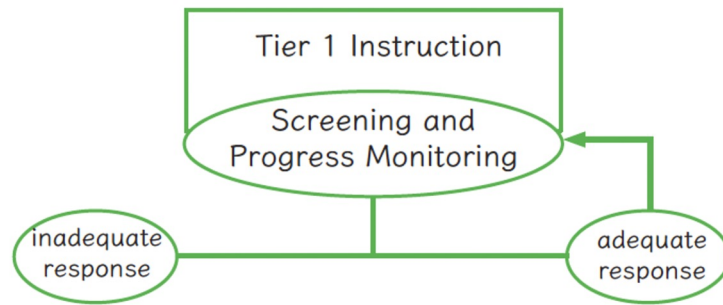 Tier 1 Instruction
Screening and
Progress Monitoring
inadequate
response
adequate
response